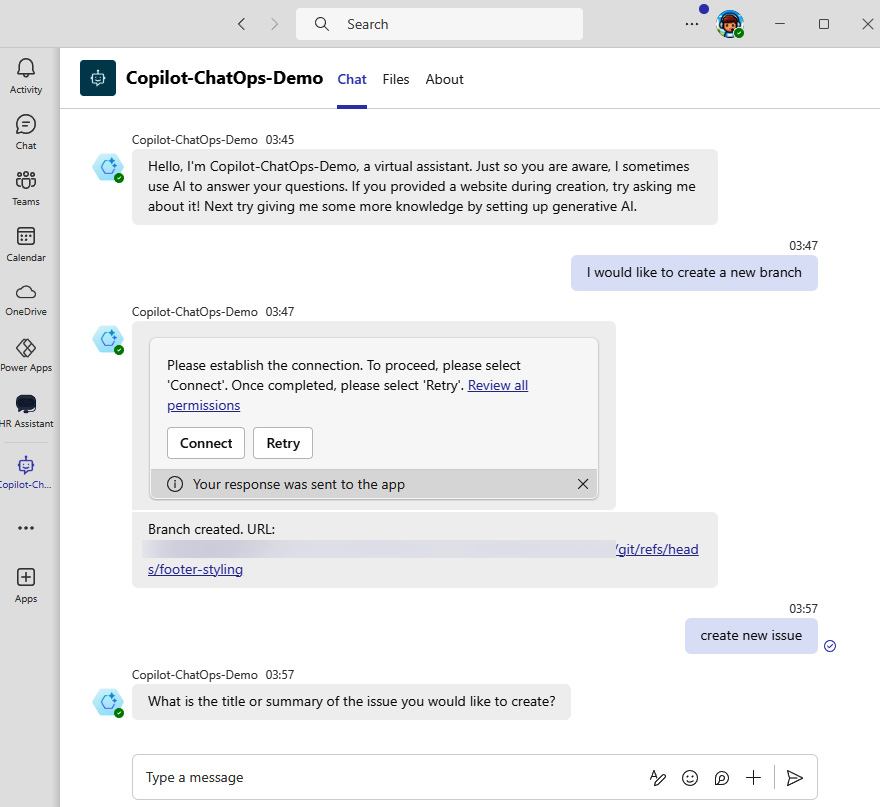 Search
Activity
Chat
Teams
Calendar
OneDrive
Power Apps
HR Assistant
Copilot-Ch...
Apps
Copilot-ChatOps-Demo
Chat
Files
About
Copilot-ChatOps-Demo 03:45
Hello, I'm Copilot-ChatOps-Demo, a virtual assistant. Just so you are aware, I sometimes
use AI to answer your questions. If you provided a website during creation, try asking me
about it! Next try giving me some more knowledge by setting up generative AI.
03:47
I would like to create a new branch
Copilot-ChatOps-Demo 03:47
Please establish the connection. To proceed, please select
'Connect'. Once completed, please select 'Retry'. Review all
permissions
Connect
Retry
Your response was sent to the app
Branch created. URL:
/git/refs/head
s/footer-styling
03:57
create new issue
Copilot-ChatOps-Demo 03:57
What is the title or summary of the issue you would like to create?
Type a message